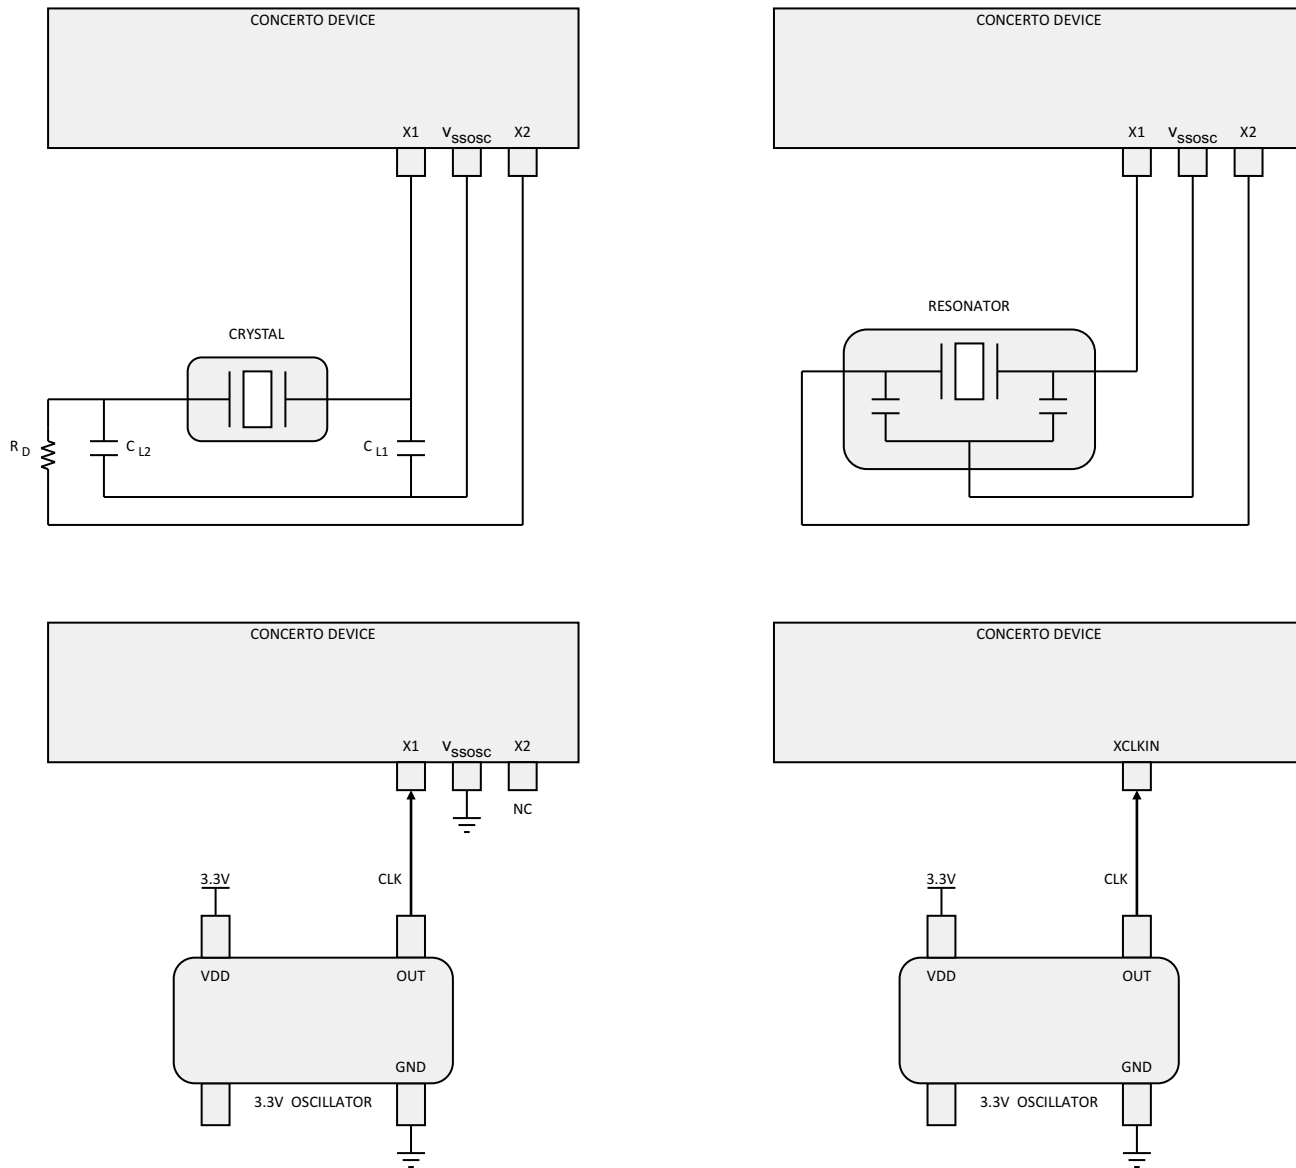 CONCERTO DEVICE
X1 VSSOSC X2
CRYSTAL
RD
CL2
CL1
CONCERTO DEVICE
X1 VSSOSC X2
RESONATOR
CONCERTO DEVICE
X1 VSSOSC X2
NC
3.3V
CLK
VDD
OUT
GND
3.3V OSCILLATOR
CONCERTO DEVICE
XCLKIN
3.3V
CLK
VDD
OUT
GND
3.3V OSCILLATOR